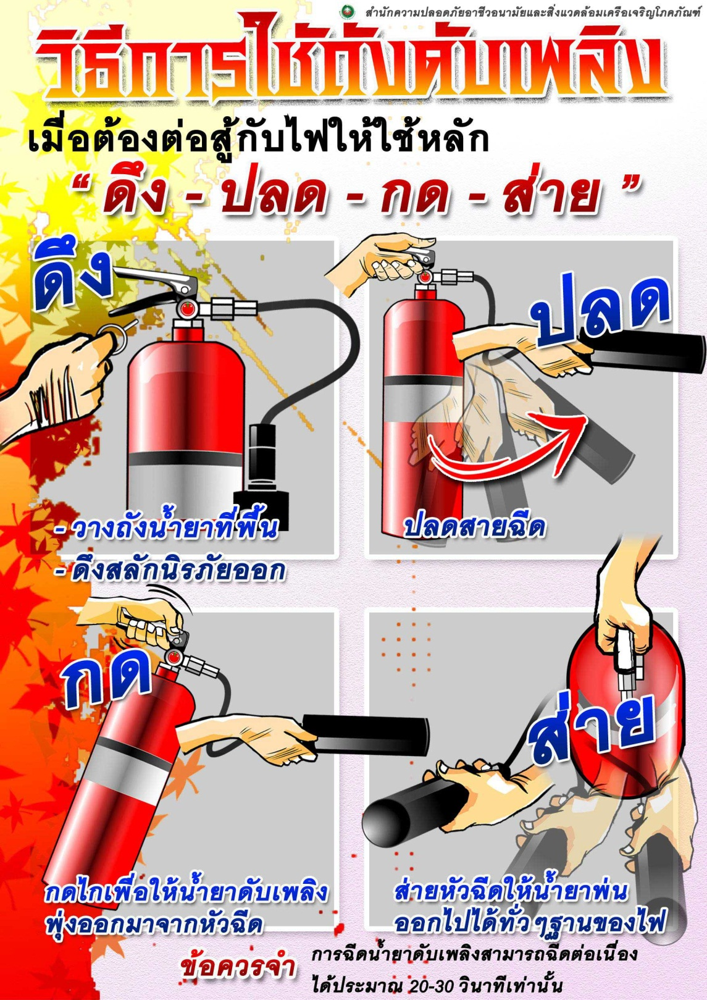 สำนักความปลอดภัยอาชีวอนามัยและสิ่งแวดล้อมเครือเจริญโภคภัณฑ์
วิธีการใช้ถังดับเพลิง
เมื่อต้องต่อสู้กับไฟให้ใช้หลัก
“ ดึง - ปลด - กด - ส่าย ”
ดึง
- วางถังน้ำยาที่พื้น
- ดึงสลักนิรภัยออก
ปลด
ปลดสายฉีด
กด
กดไกเพื่อให้น้ำยาดับเพลิง
พุ่งออกมาจากหัวฉีด
ส่าย
ส่ายหัวฉีดให้น้ำยาพ่น
ออกไปได้ทั่วๆฐานของไฟ
ข้อควรจำ
การฉีดน้ำยาดับเพลิงสามารถฉีดต่อเนื่อง
ได้ประมาณ 20-30 วินาทีเท่านั้น